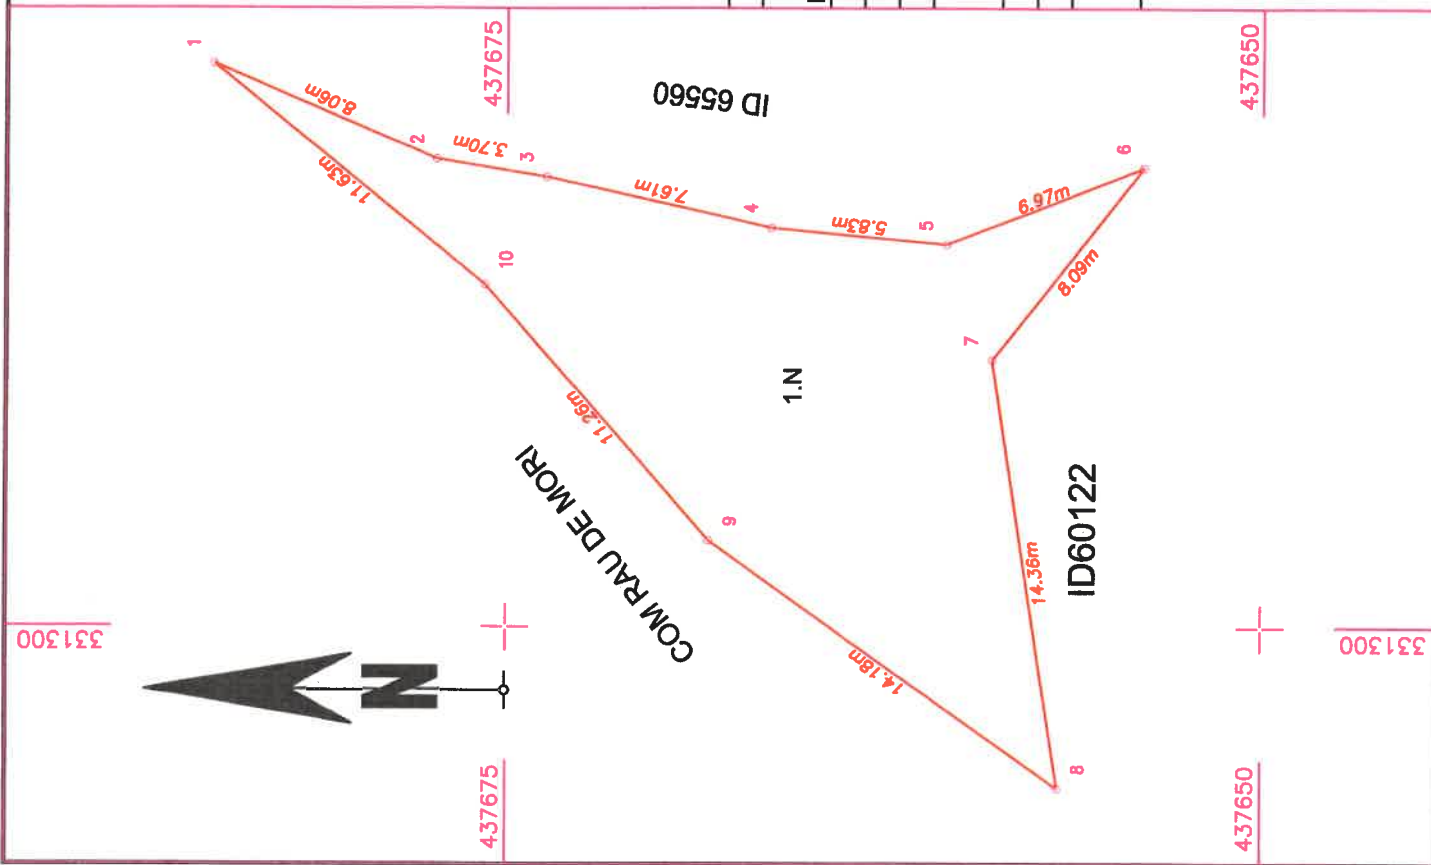 1
437675
437650
ID 65560
8.06m
2
3.70m
3
11.63m
7.61m
4
5.83m
5
6.97m
6
10
8.09m
7
1.N
11.26m
COM RAU DE MORI
9
ID60122
14.36m
331300
331300
N
14.18m
8
437675
437650